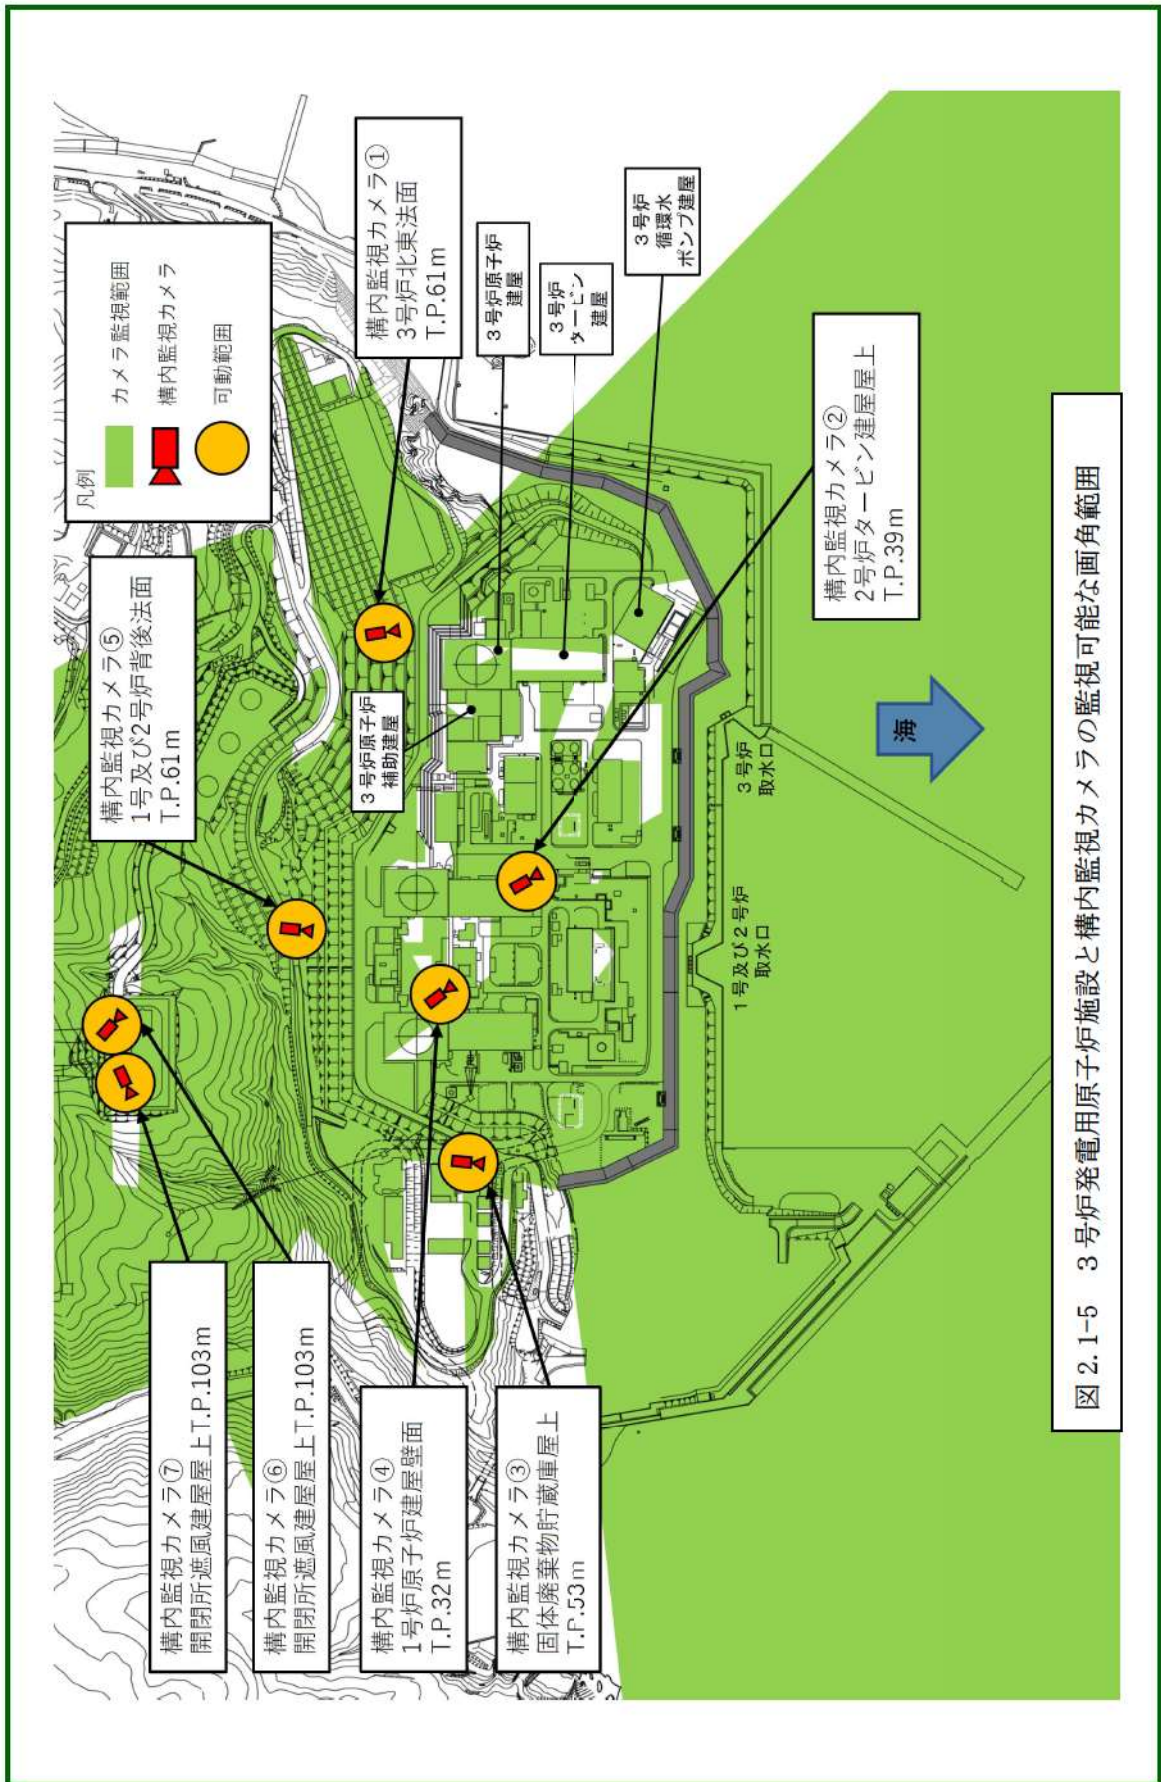 構内監視カメラ⑦
開閉所遮風建屋屋上T.P.103m
構内監視カメラ⑥
開閉所遮風建屋屋上T.P.103m
構内監視カメラ④
1号炉原子炉建屋壁面
T.P.32m
構内監視カメラ③
固体廃棄物貯蔵庫屋上
T.P.53m
構内監視カメラ⑤
1号及び2号炉背後法面
T.P.61m
凡例
カメラ監視範囲
構内監視カメラ
可動範囲
構内監視カメラ①
3号炉北東法面
T.P.61m
3号炉原子炉
補助建屋
3号炉原子炉
建屋
3号炉
タービン
建屋
3号炉
循環水
ポンプ建屋
構内監視カメラ②
2号炉タービン建屋屋上
T.P.39m
1号及び2号炉
取水口
3号炉
取水口
海
図 2.1-5 3号炉発電用原子炉施設と構内監視カメラの監視可能な画角範囲